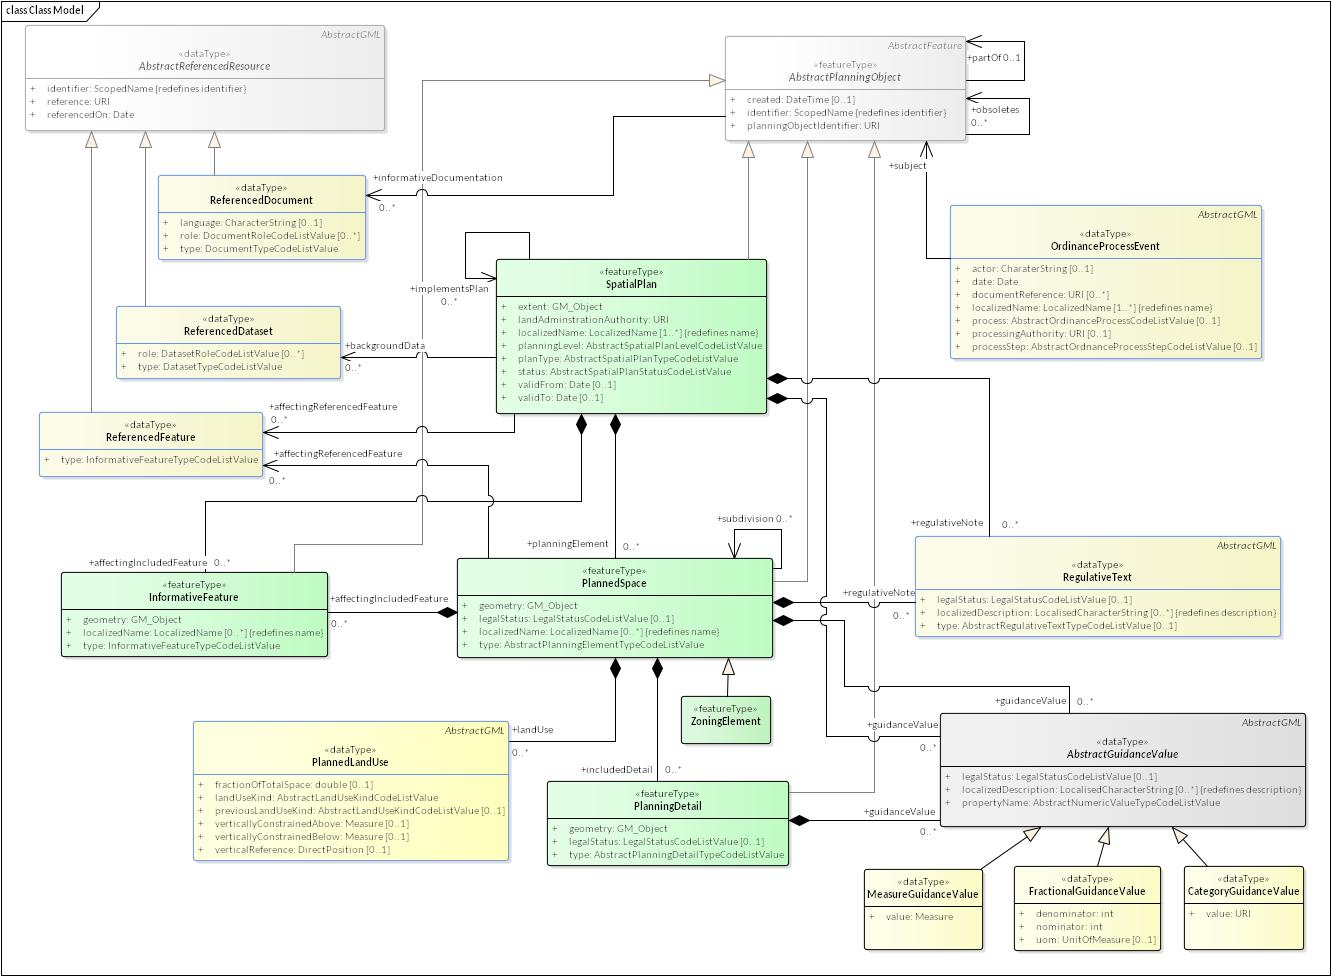 class Class Model
AbstractGML
«dataType»
AbstractReferencedResource
+ identifier: ScopedName {redefines identifier}
+ reference: URI
+ referencedOn: Date
AbstractFeature
«featureType»
AbstractPlanningObject
+ created: DateTime [0..1]
+ identifier: ScopedName {redefines identifier}
+ planningObjectIdentifier: URI
+partOf 0..1
+obsoletes
0..*
+subject
+informativeDocumentation
0..*
«dataType»
ReferencedDocument
+ language: CharacterString [0..1]
+ role: DocumentRoleCodeListValue [0..*]
+ type: DocumentTypeCodeListValue
AbstractGML
«dataType»
OrdinanceProcessEvent
+ actor: CharaterString [0..1]
+ date: Date
+ documentReference: URI [0..*]
+ localizedName: LocalizedName [1..*] {redefines name}
+ process: AbstractOrdinanceProcessCodeListValue [0..1]
+ processingAuthority: URI [0..1]
+ processStep: AbstractOrdnanceProcessStepCodeListValue [0..1]
«featureType»
SpatialPlan
+ extent: GM_Object
+ landAdminstrationAuthority: URI
+ localizedName: LocalizedName [1..*] {redefines name}
+ planningLevel: AbstractSpatialPlanLevelCodeListValue
+ planType: AbstractSpatialPlanTypeCodeListValue
+ status: AbstractSpatialPlanStatusCodeListValue
+ validFrom: Date [0..1]
+ validTo: Date [0..1]
+implementsPlan
0..*
«dataType»
ReferencedDataset
+ role: DatasetRoleCodeListValue [0..*]
+ type: DatasetTypeCodeListValue
+backgroundData
0..*
+affectingReferencedFeature
0..*
«dataType»
ReferencedFeature
+ type: InformativeFeatureTypeCodeListValue
+affectingReferencedFeature
0..*
+subdivision 0..*
+regulativeNote 0..*
+planningElement 0..*
+affectingIncludedFeature 0..*
«featureType»
InformativeFeature
+ geometry: GM_Object
+ localizedName: LocalizedName [0..*] {redefines name}
+ type: InformativeFeatureTypeCodeListValue
+affectingIncludedFeature
0..*
«featureType»
PlannedSpace
+ geometry: GM_Object
+ legalStatus: LegalStatusCodeListValue [0..1]
+ localizedName: LocalizedName [0..*] {redefines name}
+ type: AbstractPlanningElementTypeCodeListValue
+regulativeNote
0..*
AbstractGML
«dataType»
RegulativeText
+ legalStatus: LegalStatusCodeListValue [0..1]
+ localizedDescription: LocalisedCharacterString [0..*] {redefines description}
+ type: AbstractRegulativeTextTypeCodeListValue [0..1]
«featureType»
ZoningElement
+guidanceValue 0..*
+guidanceValue
0..*
AbstractGML
«dataType»
AbstractGuidanceValue
+ legalStatus: LegalStatusCodeListValue [0..1]
+ localizedDescription: LocalisedCharacterString [0..*] {redefines description}
+ propertyName: AbstractNumericValueTypeCodeListValue
AbstractGML
«dataType»
PlannedLandUse
+ fractionOfTotalSpace: double [0..1]
+ landUseKind: AbstractLandUseKindCodeListValue
+ previousLandUseKind: AbstractLandUseKindCodeListValue [0..1]
+ verticallyConstrainedAbove: Measure [0..1]
+ verticallyConstrainedBelow: Measure [0..1]
+ verticalReference: DirectPosition [0..1]
+landUse
0..*
+includedDetail 0..*
«featureType»
PlanningDetail
+ geometry: GM_Object
+ legalStatus: LegalStatusCodeListValue [0..1]
+ type: AbstractPlanningDetailTypeCodeListValue
+guidanceValue
0..*
«dataType»
MeasureGuidanceValue
+ value: Measure
«dataType»
FractionalGuidanceValue
+ denominator: int
+ nominator: int
+ uom: UnitOfMeasure [0..1]
«dataType»
CategoryGuidanceValue
+ value: URI